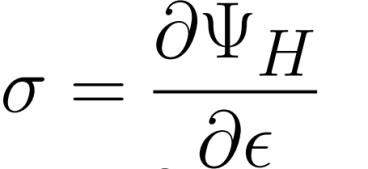 σ = ∂Ψ_H / ∂ϵ